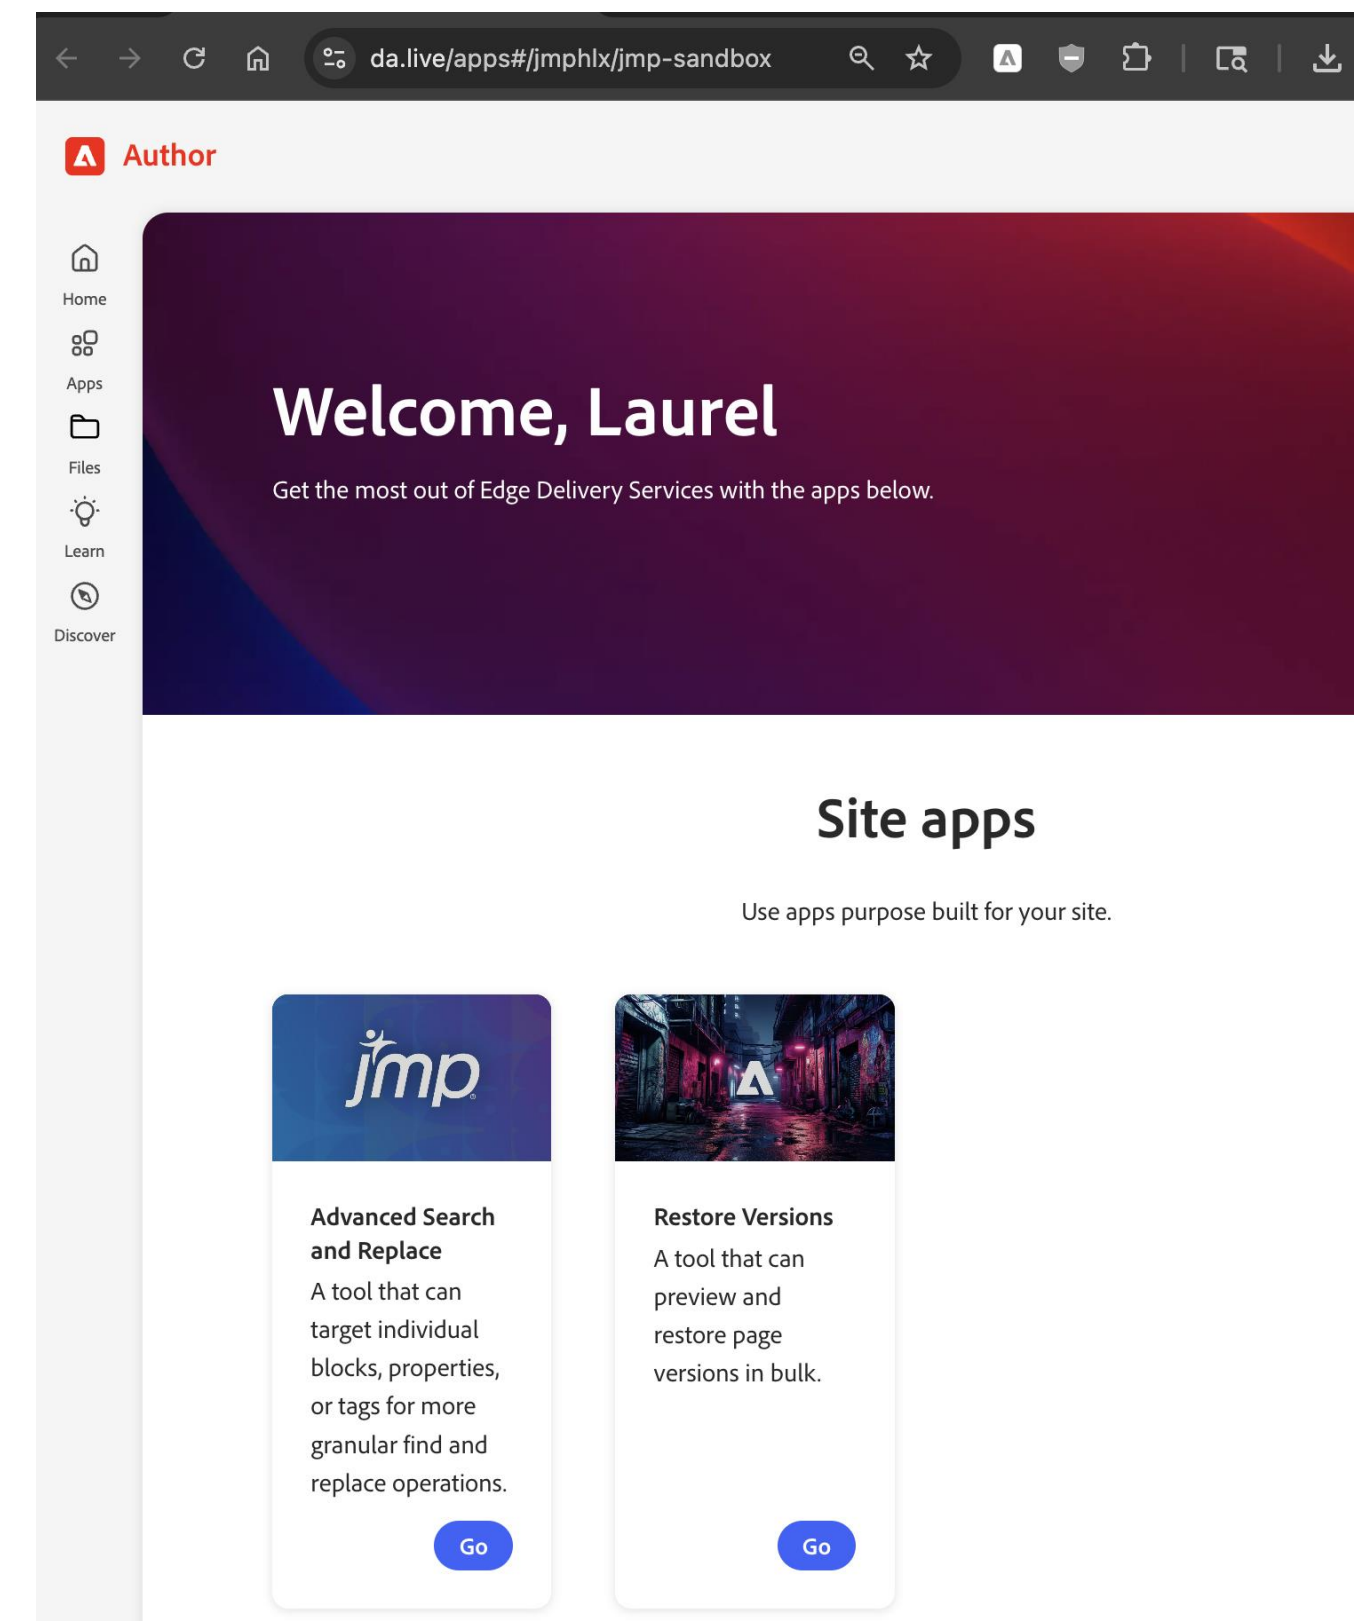 da.live/apps#/jmphlx/jmp-sandbox
Author
Home
Apps
Files
Learn
Discover
Welcome, Laurel
Get the most out of Edge Delivery Services with the apps below.
Site apps
Use apps purpose built for your site.
jmp
Advanced Search
and Replace
A tool that can
target individual
blocks, properties,
or tags for more
granular find and
replace operations.
Go
Restore Versions
A tool that can
preview and
restore page
versions in bulk.
Go